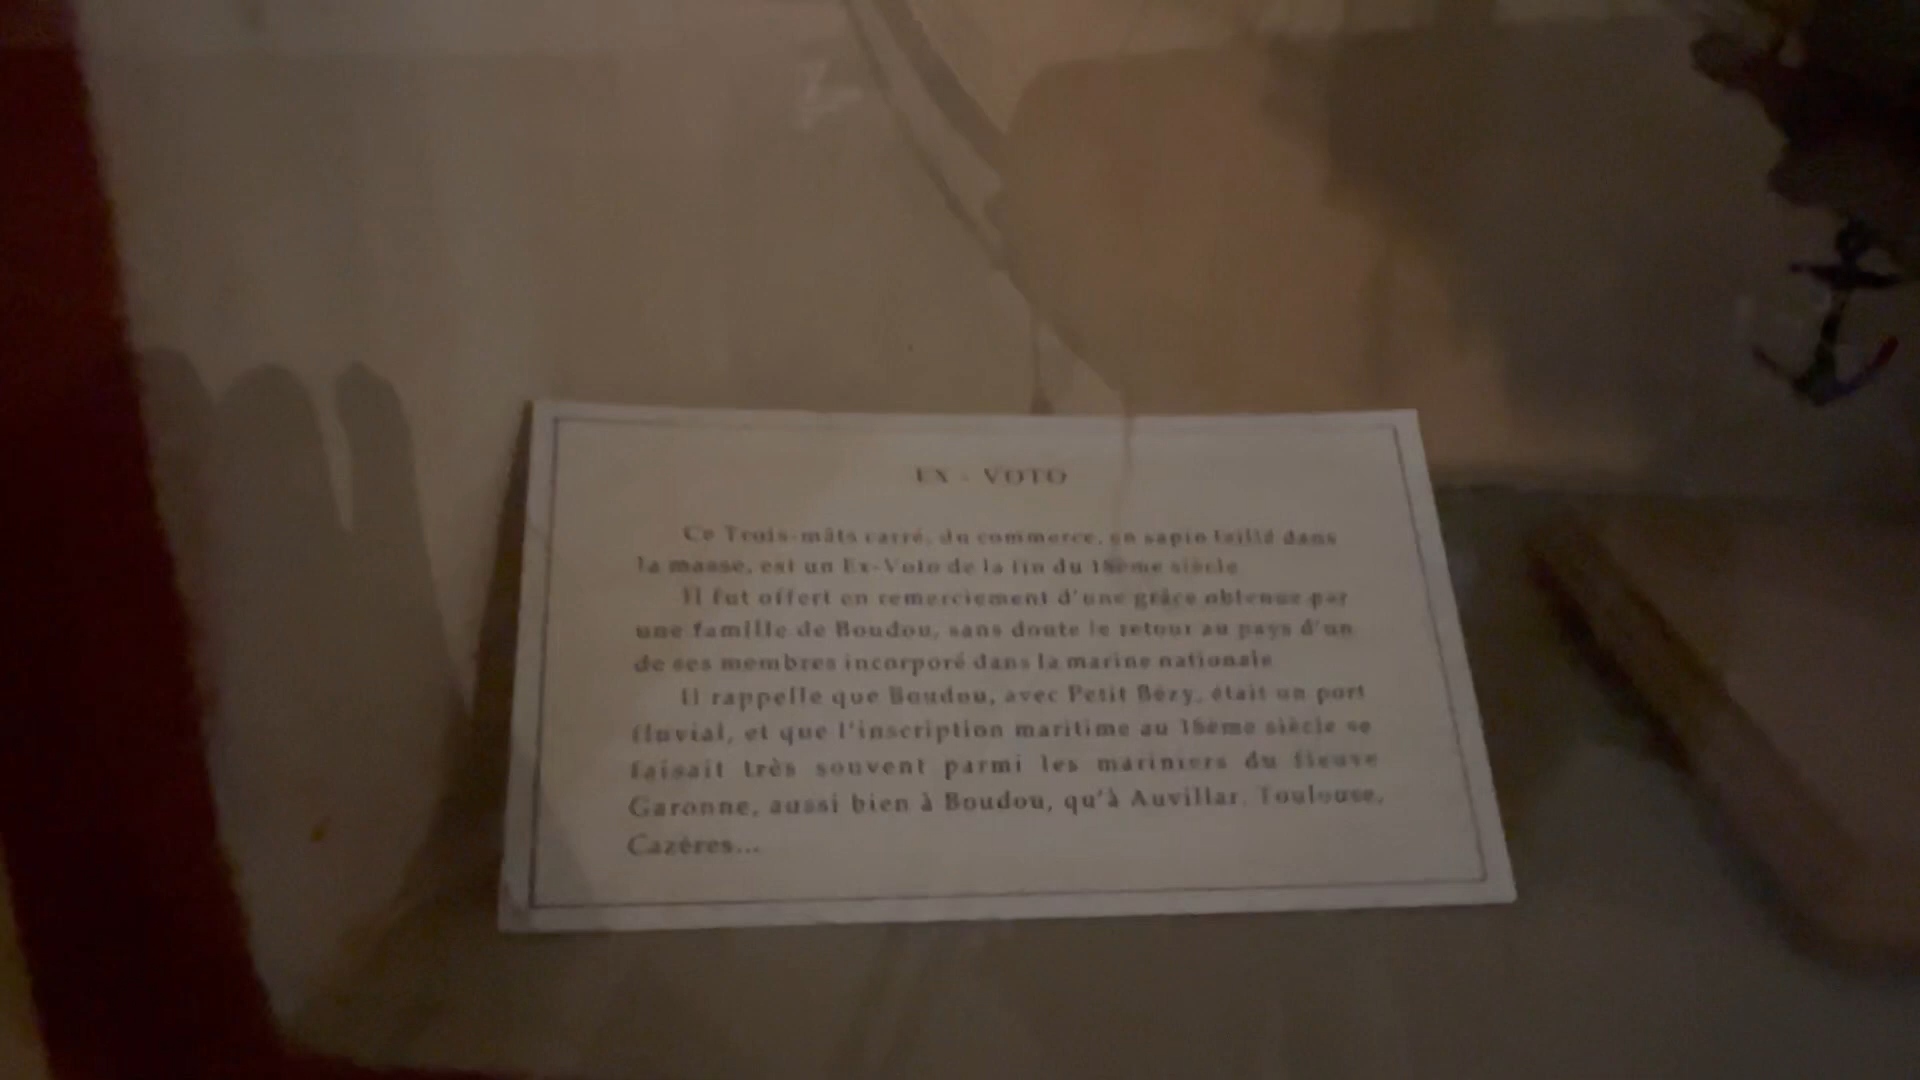 EX - VOTO
Ce Trois-mâts carré, du commerce, en sapin taillé dans
la masse, est un Ex-Voto de la fin du 18ème siècle
Il fut offert en remerciement d'une grâce obtenue par
une famille de Boudou, sans doute le retour au pays d'un
de ses membres incorporé dans la marine nationale
Il rappelle que Boudou, avec Petit Bézy, était un port
fluvial, et que l'inscription maritime au 18ème siècle se
faisait très souvent parmi les mariniers du fleuve
Garonne, aussi bien à Boudou, qu'à Auvillar, Toulouse,
Cazères...